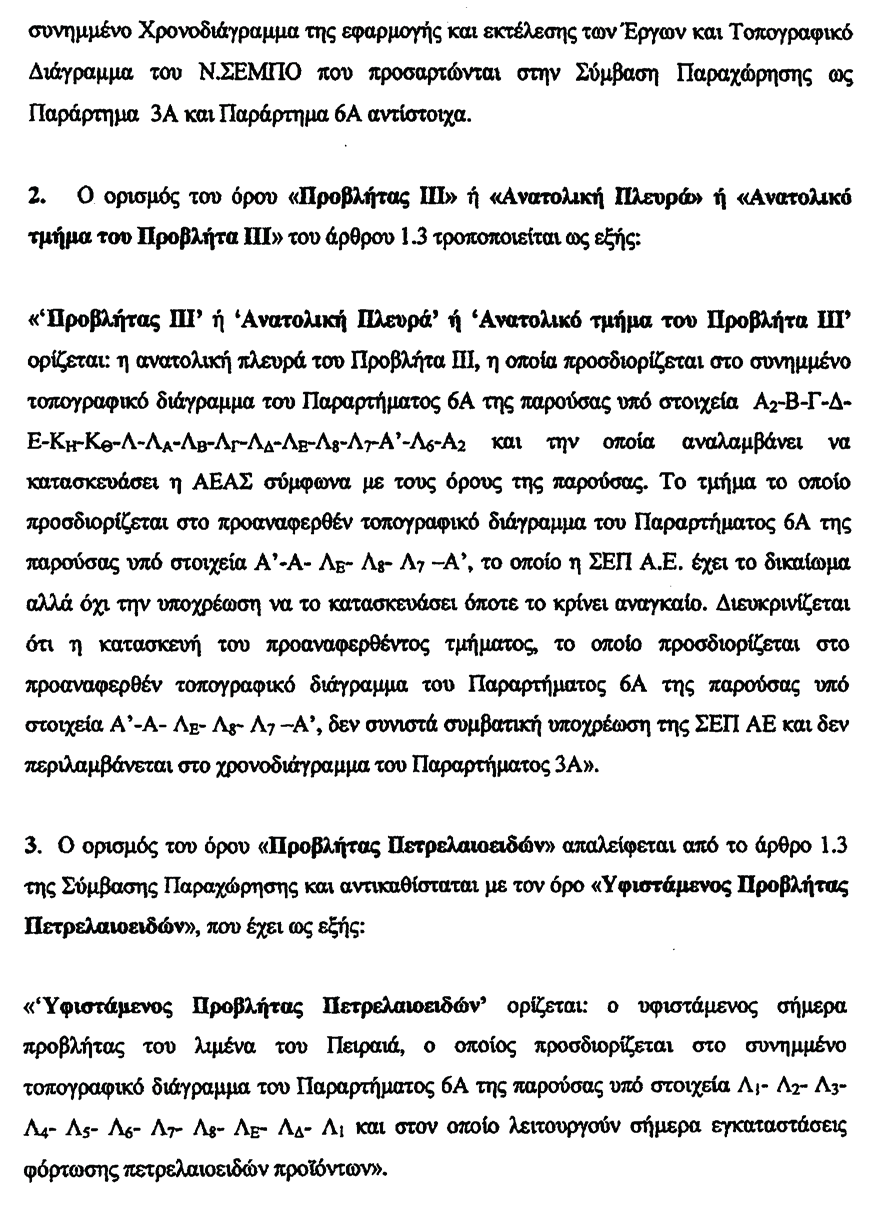 συνημμένο Χρονοδιάγραμμα της εφαρμογής και εκτέλεσης των Έργων και Τοπογραφικό
Διάγραμμα του Ν.ΣΕΜΠΟ που προσαρτώνται στην Σύμβαση Παραχώρησης ως
Παράρτημα 3Α και Παράρτημα 6Α αντίστοιχα.
2. Ο ορισμός του όρου «Προβλήτας ΙΙΙ» ή «Ανατολική Πλευρά» ή «Ανατολικό
τμήμα του Προβλήτα ΙΙΙ» του άρθρου 1.3 τροποποιείται ως εξής:
«‘Προβλήτας ΙΙΙ’ ή ‘Ανατολική Πλευρά’ ή ‘Ανατολικό τμήμα του Προβλήτα ΙΙΙ’
ορίζεται: η ανατολική πλευρά του Προβλήτα ΙΙΙ, η οποία προσδιορίζεται στο συνημμένο
τοπογραφικό διάγραμμα του Παραρτήματος 6Α της παρούσας υπό στοιχεία Α₂-Β-Γ-Δ-
Ε-Κ_Η-Κ_Θ-Λ-Λ_Α-Λ_Β-Λ_Γ-Λ_Δ-Λ_Ε-Λ₈-Λ₇-Α’-Λ₆-Α₂ και την οποία αναλαμβάνει να
κατασκευάσει η ΑΕΑΣ σύμφωνα με τους όρους της παρούσας. Το τμήμα το οποίο
προσδιορίζεται στο προαναφερθέν τοπογραφικό διάγραμμα του Παραρτήματος 6Α της
παρούσας υπό στοιχεία Α’-Α- Λ_Ε- Λ₈- Λ₇ –Α’, το οποίο η ΣΕΠ Α.Ε. έχει το δικαίωμα
αλλά όχι την υποχρέωση να το κατασκευάσει όποτε το κρίνει αναγκαίο. Διευκρινίζεται
ότι η κατασκευή του προαναφερθέντος τμήματος, το οποίο προσδιορίζεται στο
προαναφερθέν τοπογραφικό διάγραμμα του Παραρτήματος 6Α της παρούσας υπό
στοιχεία Α’-Α- Λ_Ε- Λ₈- Λ₇ –Α’, δεν συνιστά συμβατική υποχρέωση της ΣΕΠ ΑΕ και δεν
περιλαμβάνεται στο χρονοδιάγραμμα του Παραρτήματος 3Α».
3. Ο ορισμός του όρου «Προβλήτας Πετρελαιοειδών» απαλείφεται από το άρθρο 1.3
της Σύμβασης Παραχώρησης και αντικαθίσταται με τον όρο «Υφιστάμενος Προβλήτας
Πετρελαιοειδών», που έχει ως εξής:
«‘Υφιστάμενος Προβλήτας Πετρελαιοειδών’ ορίζεται: ο υφιστάμενος σήμερα
προβλήτας του λιμένα του Πειραιά, ο οποίος προσδιορίζεται στο συνημμένο
τοπογραφικό διάγραμμα του Παραρτήματος 6Α της παρούσας υπό στοιχεία Λ₁- Λ₂- Λ₃-
Λ₄- Λ₅- Λ₆- Λ₇- Λ₈- Λ_Ε- Λ_Δ- Λ₁ και στον οποίο λειτουργούν σήμερα εγκαταστάσεις
φόρτωσης πετρελαιοειδών προϊόντων».